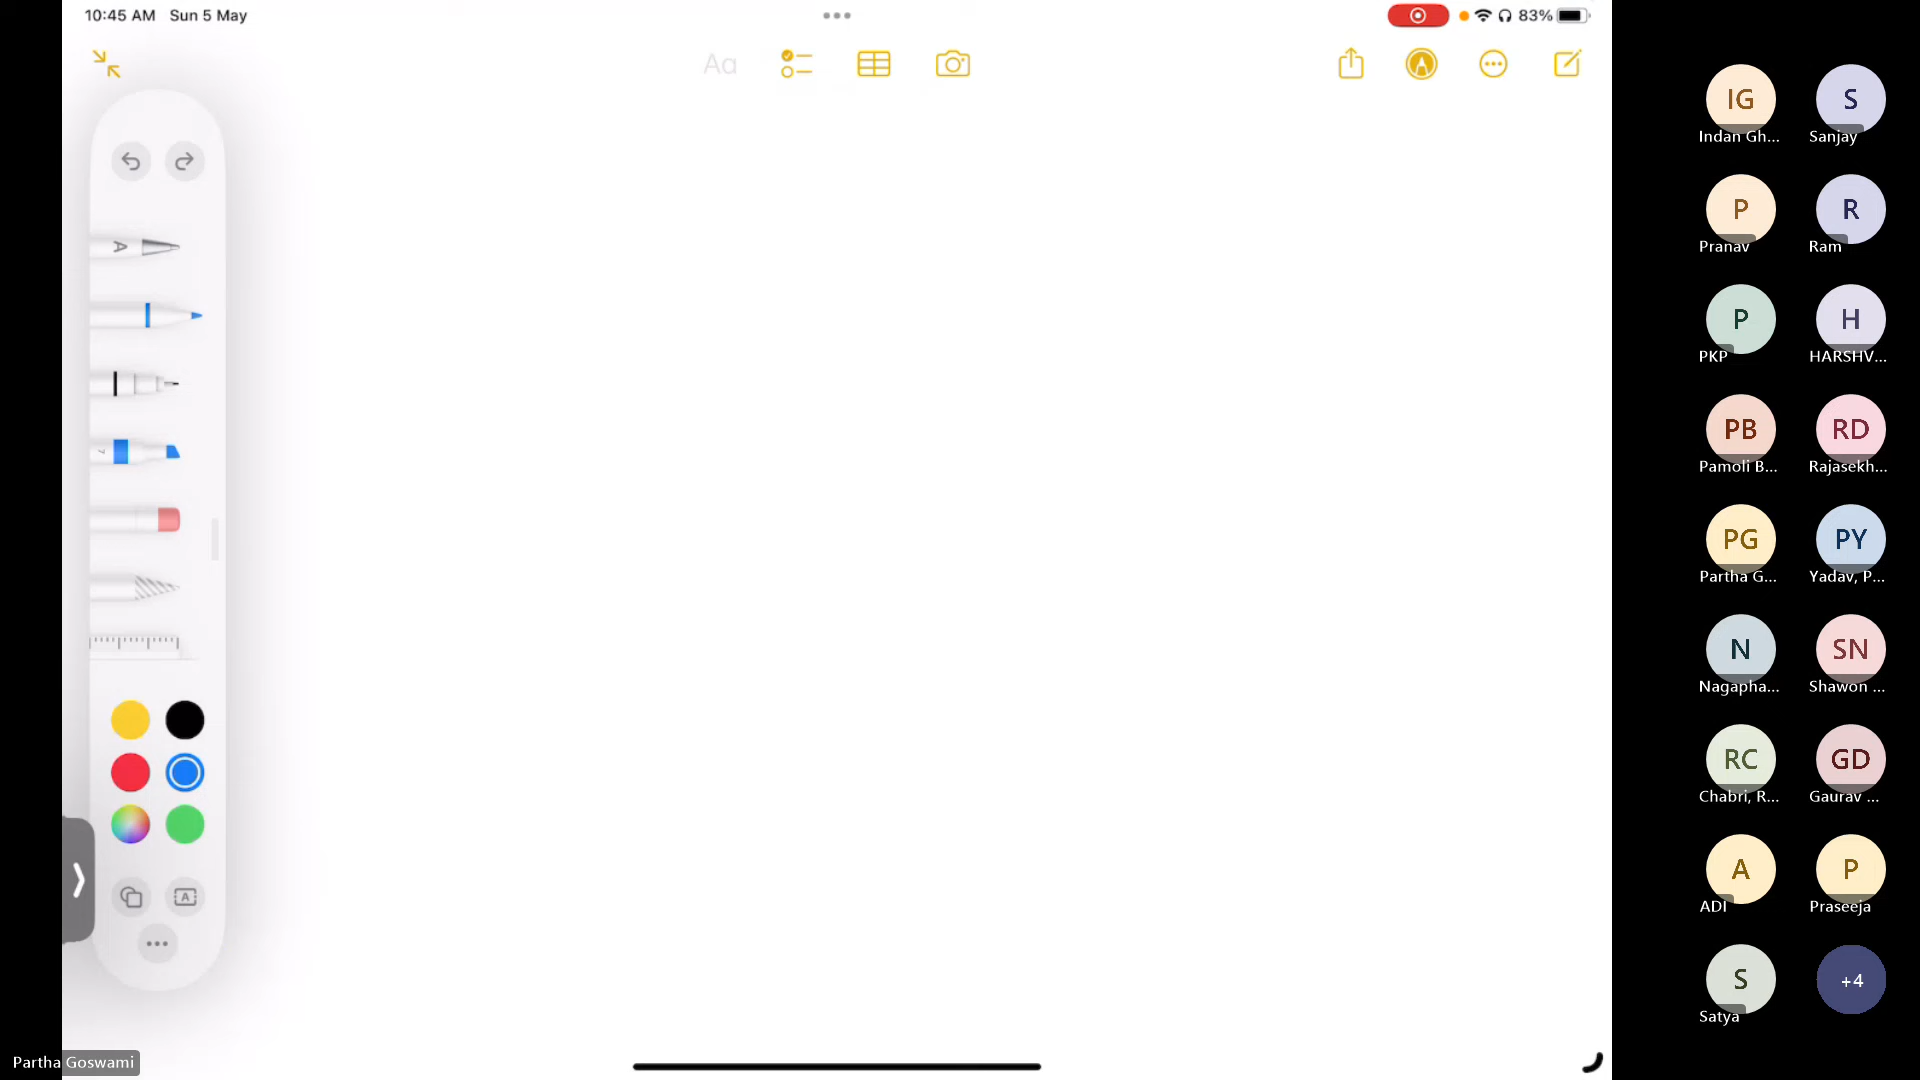 10:45 AM Sun 5 May
83%
Aa
A
7
A
IG
Indan Gh...
S
Sanjay
P
Pranav
R
Ram
P
PKP
H
HARSHV...
PB
Pamoli B...
RD
Rajasekh...
PG
Partha G...
PY
Yadav, P...
N
Nagapha...
SN
Shawon ...
RC
Chabri, R...
GD
Gaurav ...
A
ADI
P
Praseeja
S
Satya
+4
Partha Goswami